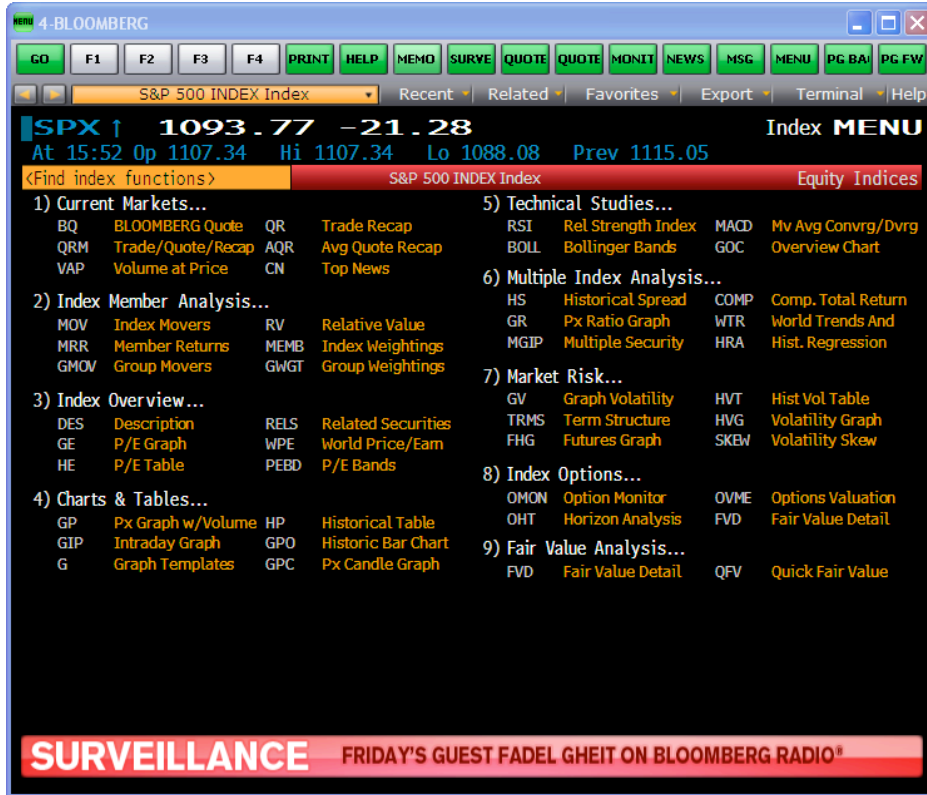 MENU 4-BLOOMBERG
GO F1 F2 F3 F4 PRINT HELP MEMO SURVE QUOTE QUOTE MONIT NEWS MSG MENU PG BA PG FW
S&P 500 INDEX Index Recent Related Favorites Export Terminal Help
SPX ↑ 1093.77 -21.28 Index MENU
At 15:52 Op 1107.34 Hi 1107.34 Lo 1088.08 Prev 1115.05
<Find index functions> S&P 500 INDEX Index Equity Indices
1) Current Markets...
BQ BLOOMBERG Quote QR Trade Recap
QRM Trade/Quote/Recap AQR Avg Quote Recap
VAP Volume at Price CN Top News
2) Index Member Analysis...
MOV Index Movers RV Relative Value
MRR Member Returns MEMB Index Weightings
GMOV Group Movers GWGT Group Weightings
3) Index Overview...
DES Description RELS Related Securities
GE P/E Graph WPE World Price/Earn
HE P/E Table PEBD P/E Bands
4) Charts & Tables...
GP Px Graph w/Volume HP Historical Table
GIP Intraday Graph GPO Historic Bar Chart
G Graph Templates GPC Px Candle Graph
5) Technical Studies...
RSI Rel Strength Index MACD Mv Avg Convrg/Dvrg
BOLL Bollinger Bands GOC Overview Chart
6) Multiple Index Analysis...
HS Historical Spread COMP Comp. Total Return
GR Px Ratio Graph WTR World Trends And
MGIP Multiple Security HRA Hist. Regression
7) Market Risk...
GV Graph Volatility HVT Hist Vol Table
TRMS Term Structure HVG Volatility Graph
FHG Futures Graph SKEW Volatility Skew
8) Index Options...
OMON Option Monitor OVME Options Valuation
OHT Horizon Analysis FVD Fair Value Detail
9) Fair Value Analysis...
FVD Fair Value Detail QFV Quick Fair Value
SURVEILLANCE FRIDAY'S GUEST FADEL GHEIT ON BLOOMBERG RADIO®